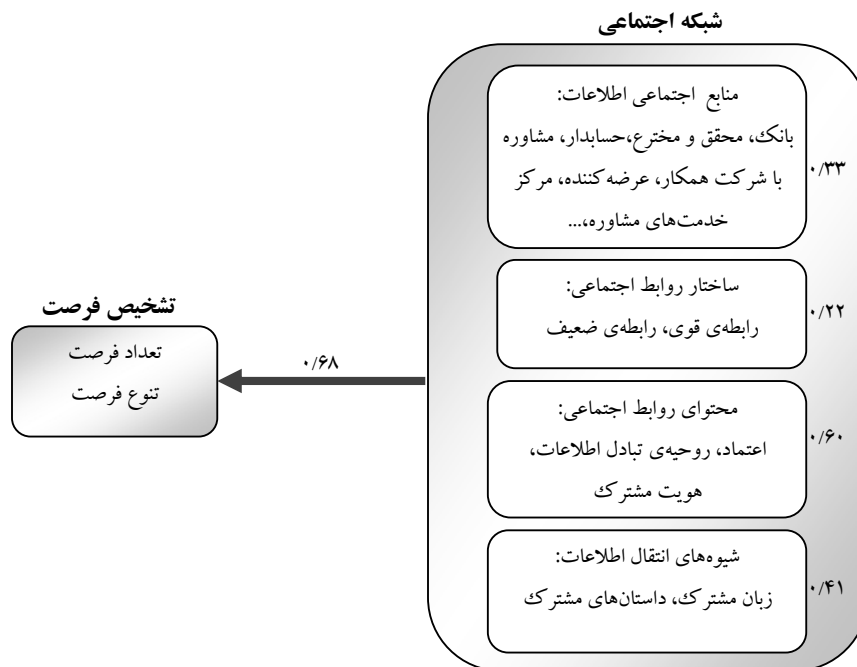 شبکه اجتماعی
منابع اجتماعی اطلاعات:
بانک، محقق و مخترع،حسابدار، مشاوره
با شرکت همکار، عرضه‌کننده، مرکز
خدمت‌های مشاوره،...
۰/۳۳
ساختار روابط اجتماعی:
رابطه‌ی قوی، رابطه‌ی ضعیف
۰/۲۲
محتوای روابط اجتماعی:
اعتماد، روحیه‌ی تبادل اطلاعات،
هویت مشترک
۰/۶۰
شیوه‌های انتقال اطلاعات:
زبان مشترک، داستان‌های مشترک
۰/۴۱
۰/۶۸
تشخیص فرصت
تعداد فرصت
تنوع فرصت